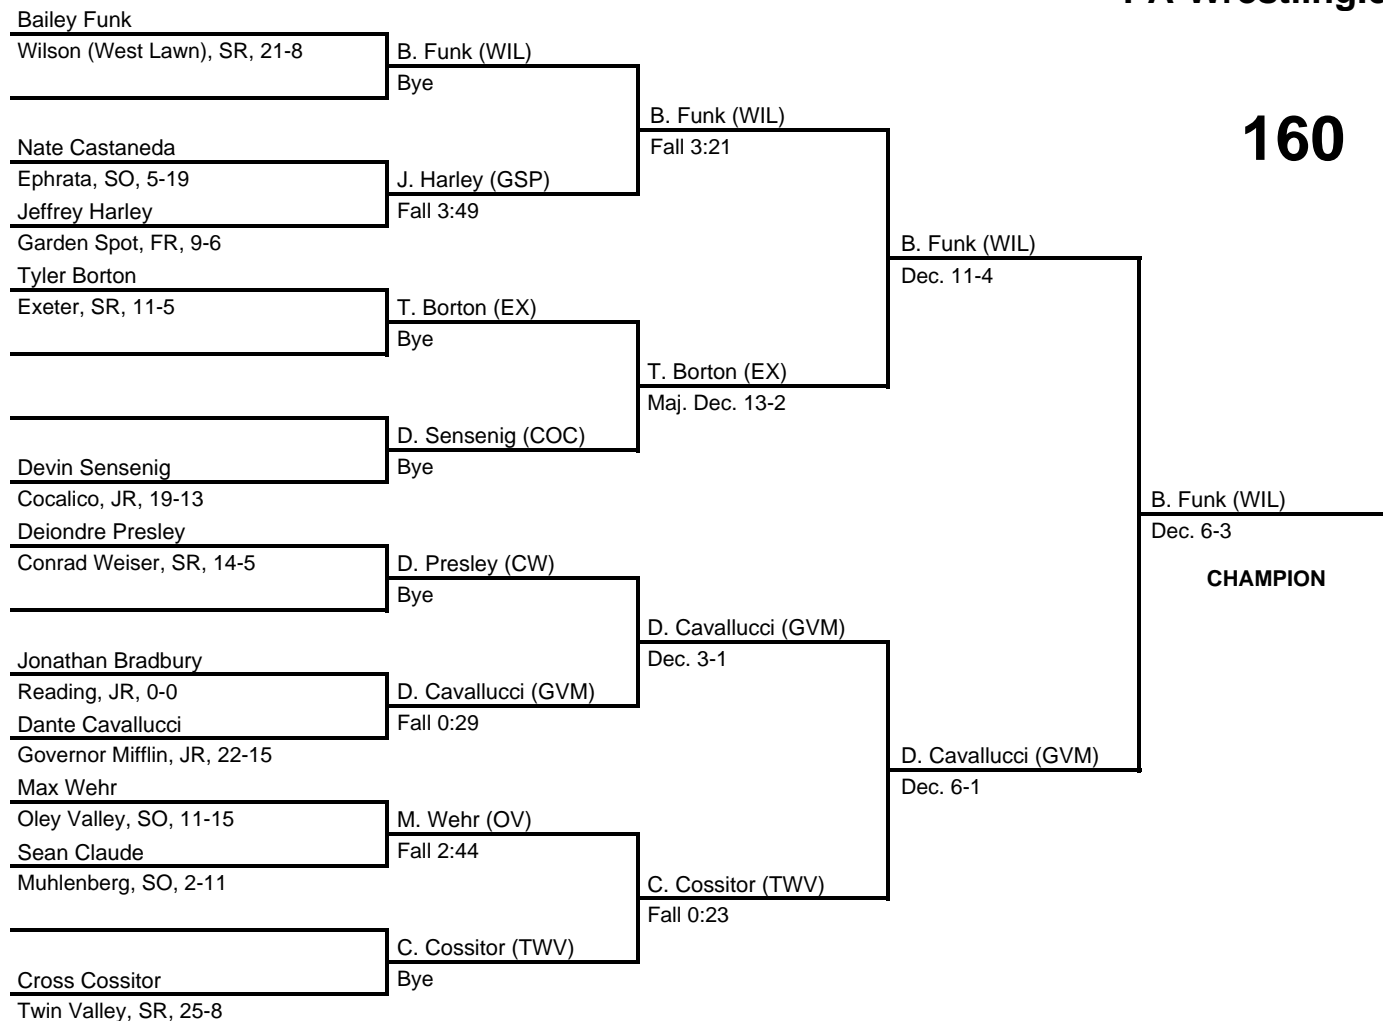 Bailey Funk
Wilson (West Lawn), SR, 21-8
B. Funk (WIL)
Bye
B. Funk (WIL)
Fall 3:21
160
Nate Castaneda
Ephrata, SO, 5-19
J. Harley (GSP)
Jeffrey Harley
Fall 3:49
Garden Spot, FR, 9-6
B. Funk (WIL)
Tyler Borton
Dec. 11-4
Exeter, SR, 11-5
T. Borton (EX)
Bye
T. Borton (EX)
Maj. Dec. 13-2
D. Sensenig (COC)
Devin Sensenig
Bye
Cocalico, JR, 19-13
B. Funk (WIL)
Deiondre Presley
Dec. 6-3
Conrad Weiser, SR, 14-5
D. Presley (CW)
CHAMPION
Bye
D. Cavallucci (GVM)
Jonathan Bradbury
Dec. 3-1
Reading, JR, 0-0
D. Cavallucci (GVM)
Dante Cavallucci
Fall 0:29
Governor Mifflin, JR, 22-15
D. Cavallucci (GVM)
Max Wehr
Dec. 6-1
Oley Valley, SO, 11-15
M. Wehr (OV)
Sean Claude
Fall 2:44
Muhlenberg, SO, 2-11
C. Cossitor (TWV)
Fall 0:23
C. Cossitor (TWV)
Cross Cossitor
Bye
Twin Valley, SR, 25-8